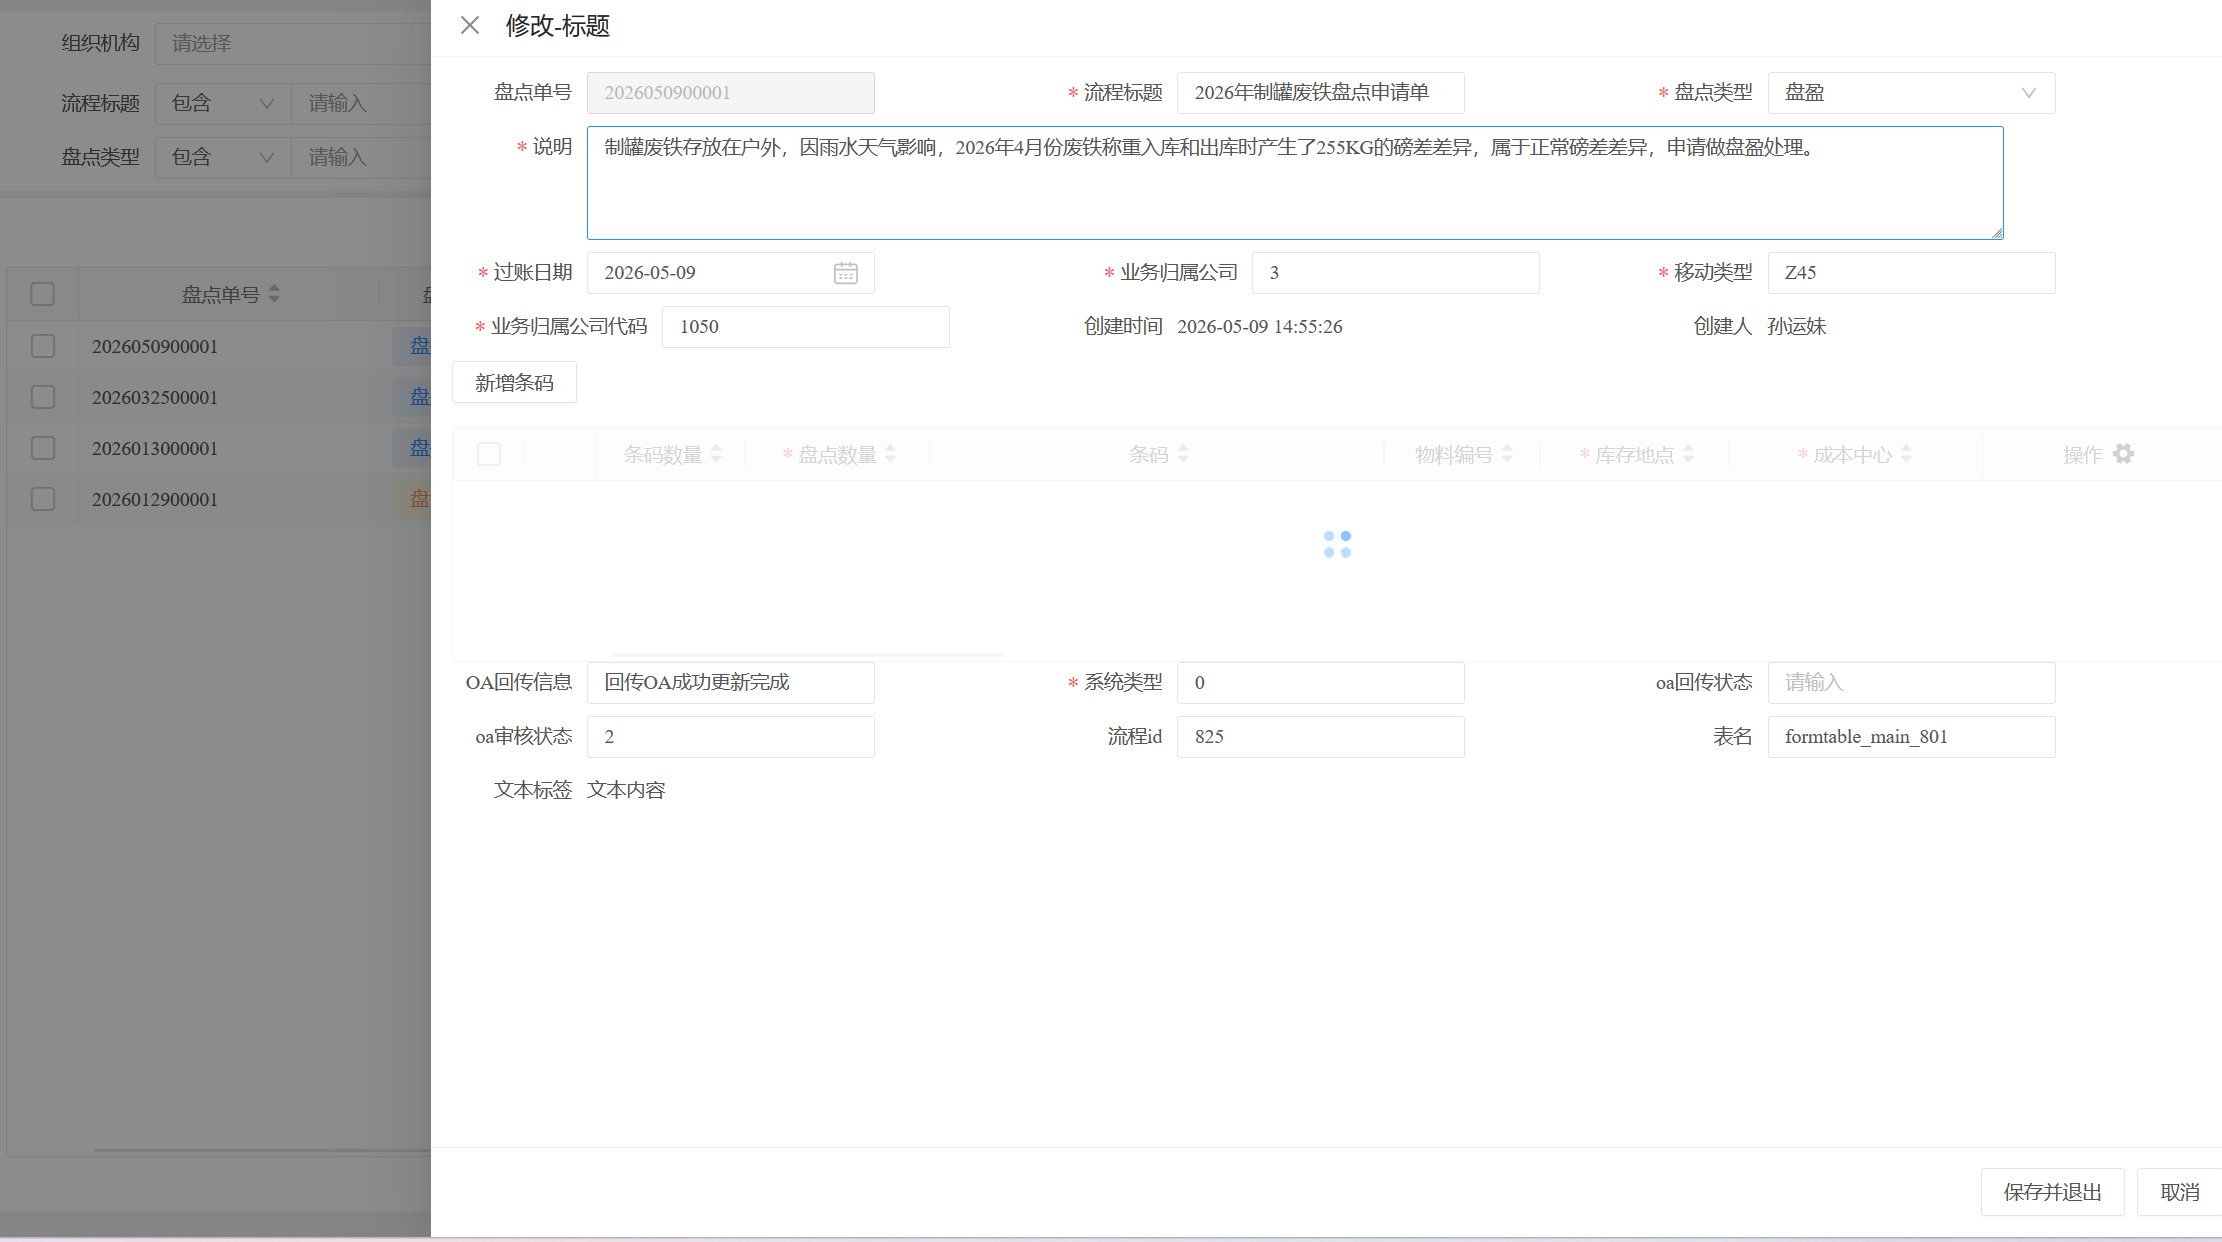 组织机构 请选择
流程标题 包含 请输入
盘点类型 包含 请输入
盘点单号
2026050900001 盘
2026032500001 盘
2026013000001 盘
2026012900001 盘
修改-标题
盘点单号 2026050900001 * 流程标题 2026年制罐废铁盘点申请单 * 盘点类型 盘盈
* 说明 制罐废铁存放在户外，因雨水天气影响，2026年4月份废铁称重入库和出库时产生了255KG的磅差差异，属于正常磅差差异，申请做盘盈处理。
* 过账日期 2026-05-09 * 业务归属公司 3 * 移动类型 Z45
* 业务归属公司代码 1050 创建时间 2026-05-09 14:55:26 创建人 孙运妹
新增条码
条码数量 * 盘点数量 条码 物料编号 * 库存地点 * 成本中心 操作
OA回传信息 回传OA成功更新完成 * 系统类型 0 oa回传状态 请输入
oa审核状态 2 流程id 825 表名 formtable_main_801
文本标签 文本内容
保存并退出 取消